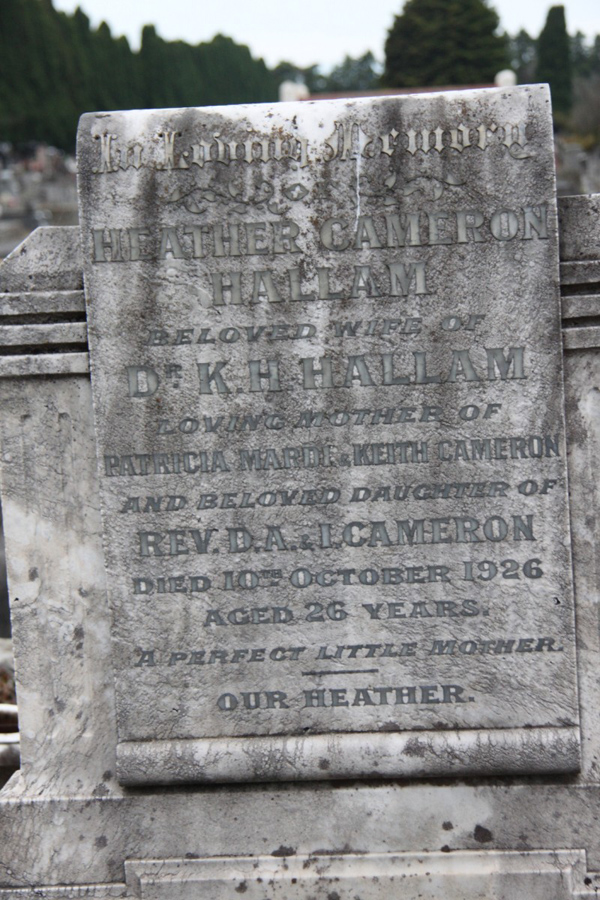 In Loving Memory
HEATHER CAMERON
HALLAM
BELOVED WIFE OF
DR. K. H HALLAM
LOVING MOTHER OF
PATRICIA MARDI & KEITH CAMERON
AND BELOVED DAUGHTER OF
REV. D. A. & I. CAMERON
DIED 10TH OCTOBER 1926
AGED 26 YEARS.
A PERFECT LITTLE MOTHER.
OUR HEATHER.